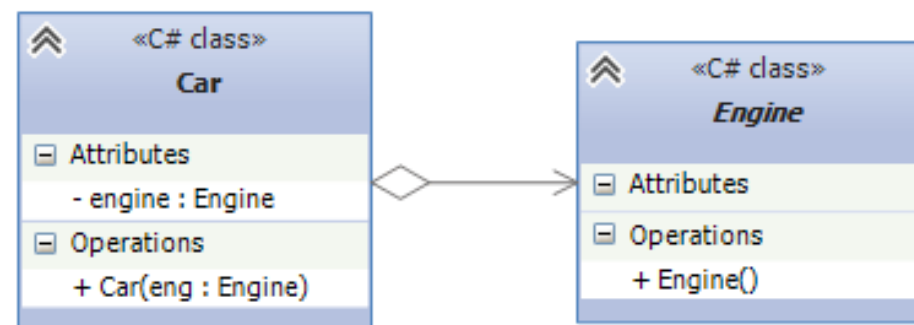 «C# class»
Car
Attributes
- engine : Engine
Operations
+ Car(eng : Engine)
«C# class»
Engine
Attributes
Operations
+ Engine()